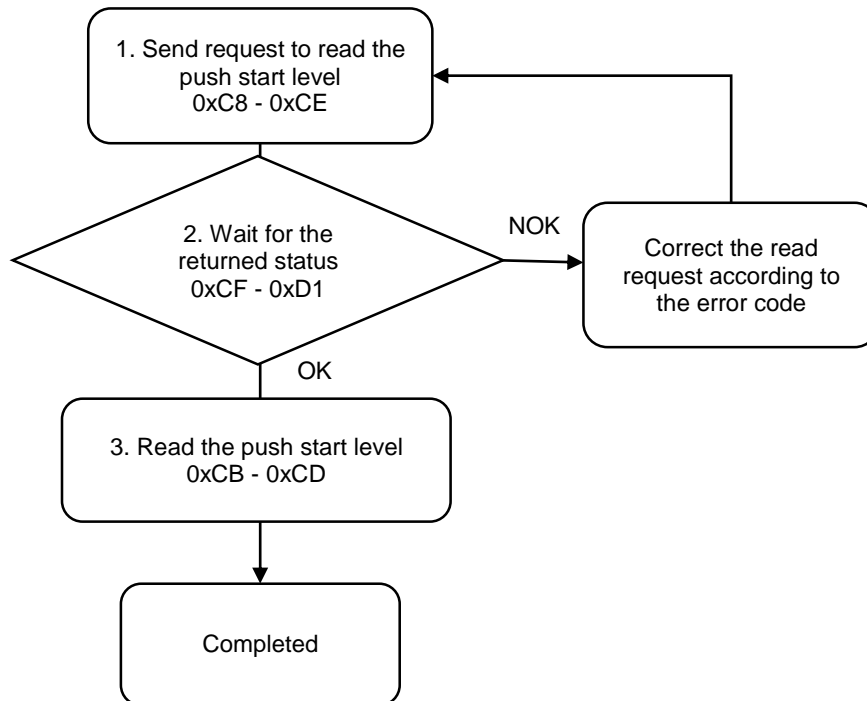 1. Send request to read the
push start level
0xC8 - 0xCE
2. Wait for the
returned status
0xCF - 0xD1
NOK
Correct the read
request according to
the error code
OK
3. Read the push start level
0xCB - 0xCD
Completed